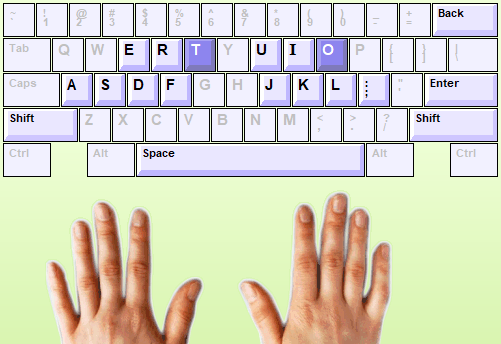 ~ ` ! 1 @ 2 # 3 $ 4 % 5 ^ 6 & 7 * 8 ( 9 ) 0 _ - + = Back
Tab Q W E R T Y U I O P { [ } ] | \
Caps A S D F G H J K L : ; " ' Enter
Shift Z X C V B N M < , > . ? / Shift
Ctrl Alt Space Alt Ctrl